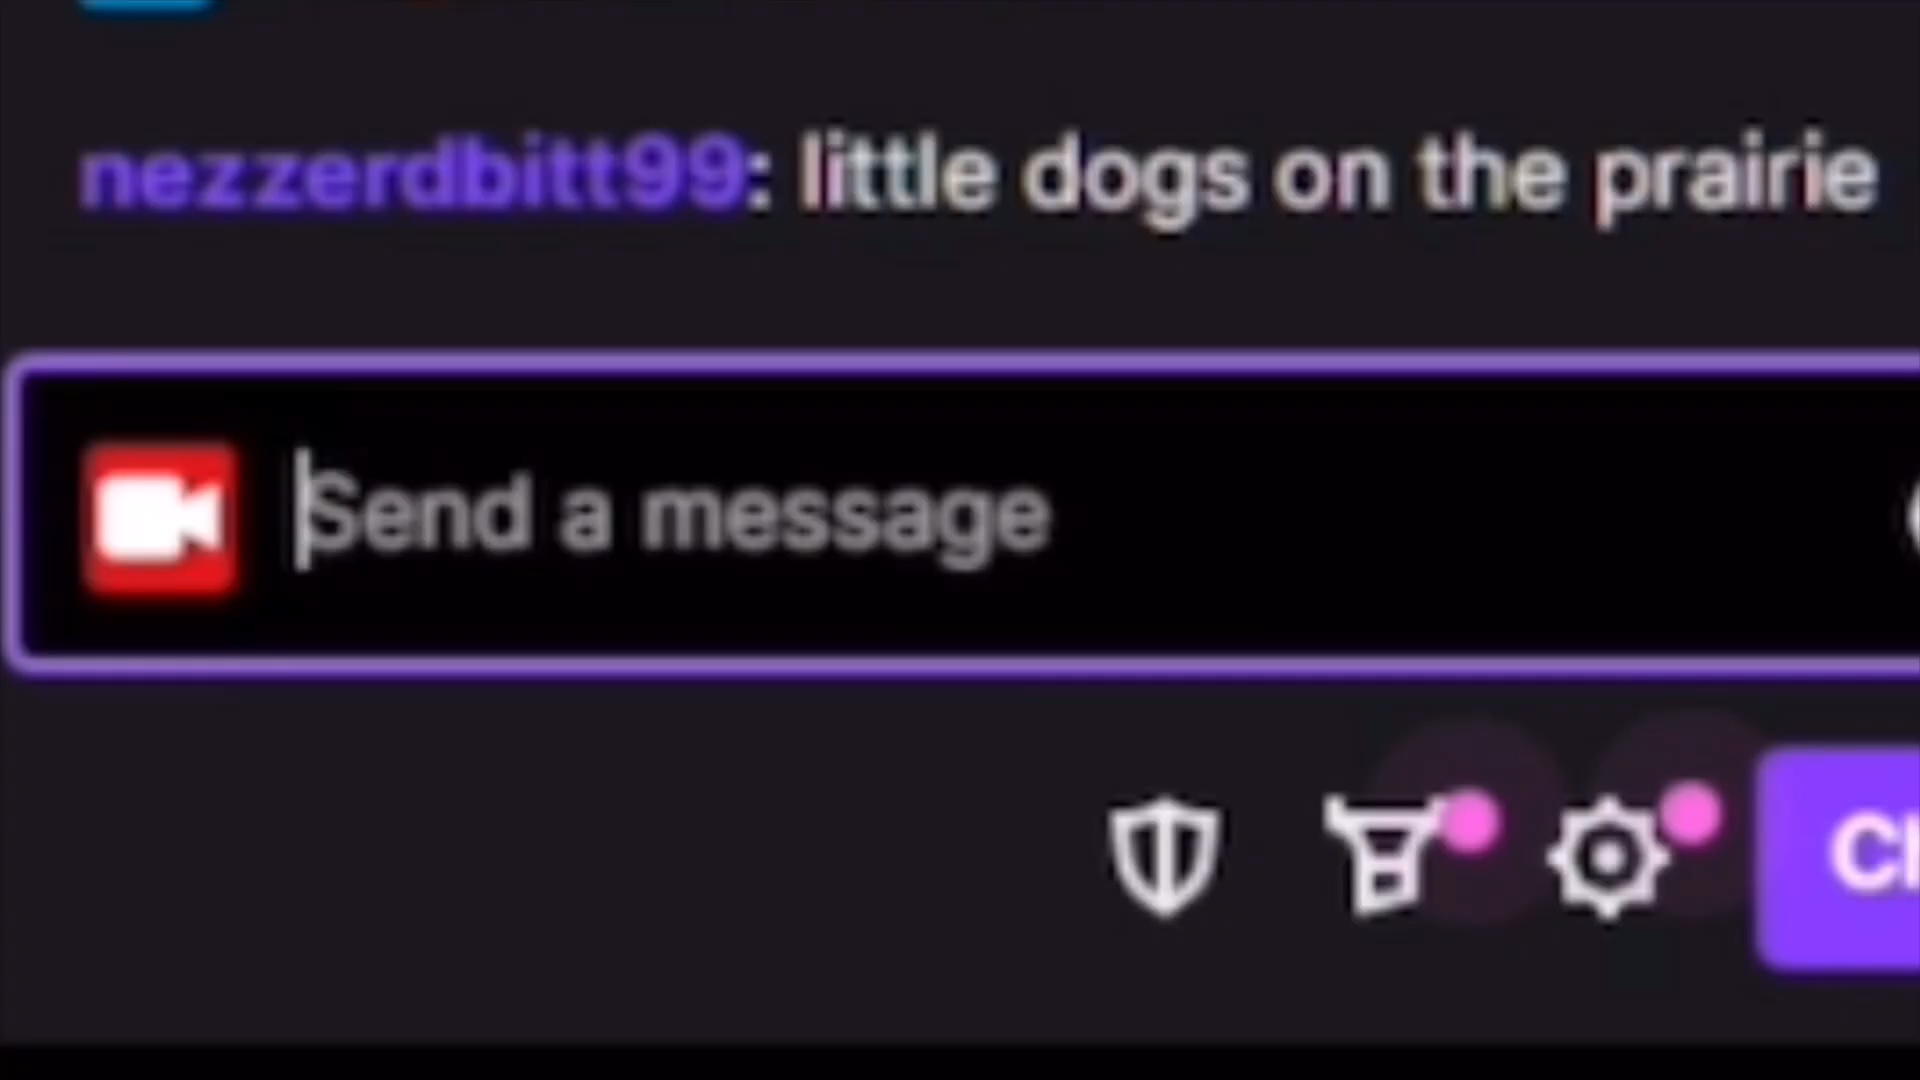 nezzerdbitt99: little dogs on the prairie
Send a message